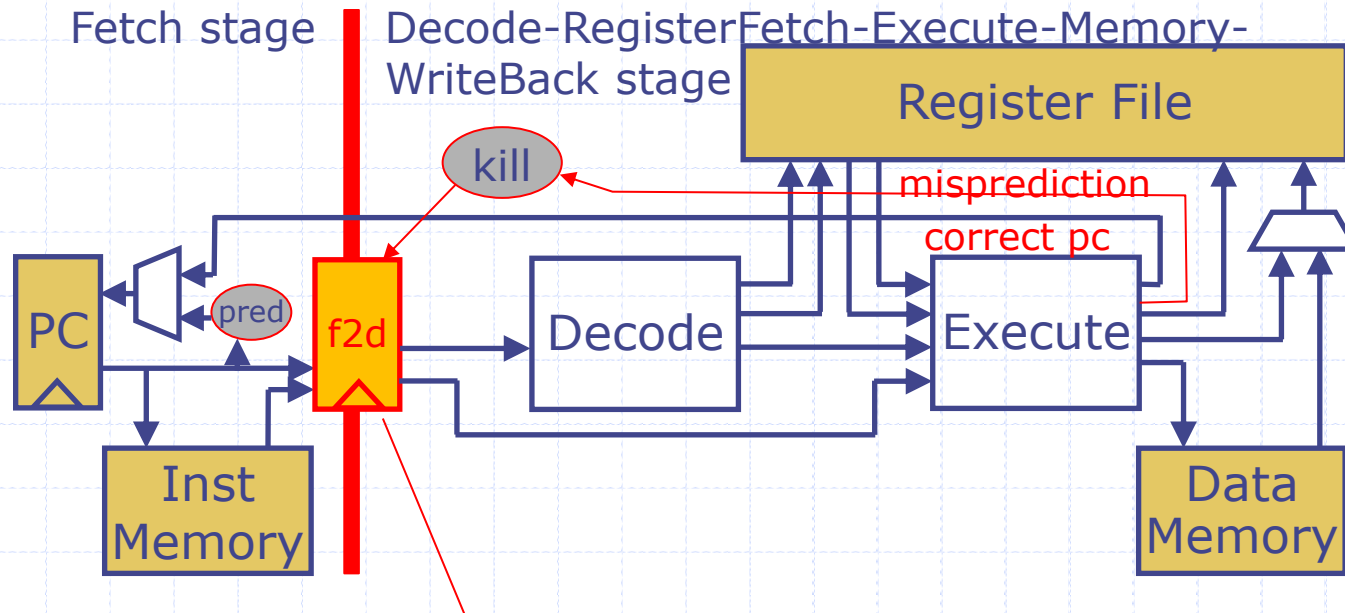 Fetch stage
Decode-RegisterFetch-Execute-Memory-
WriteBack stage
Register File
kill
misprediction
correct pc
pred
PC
f2d
Decode
Execute
Inst
Memory
Data
Memory